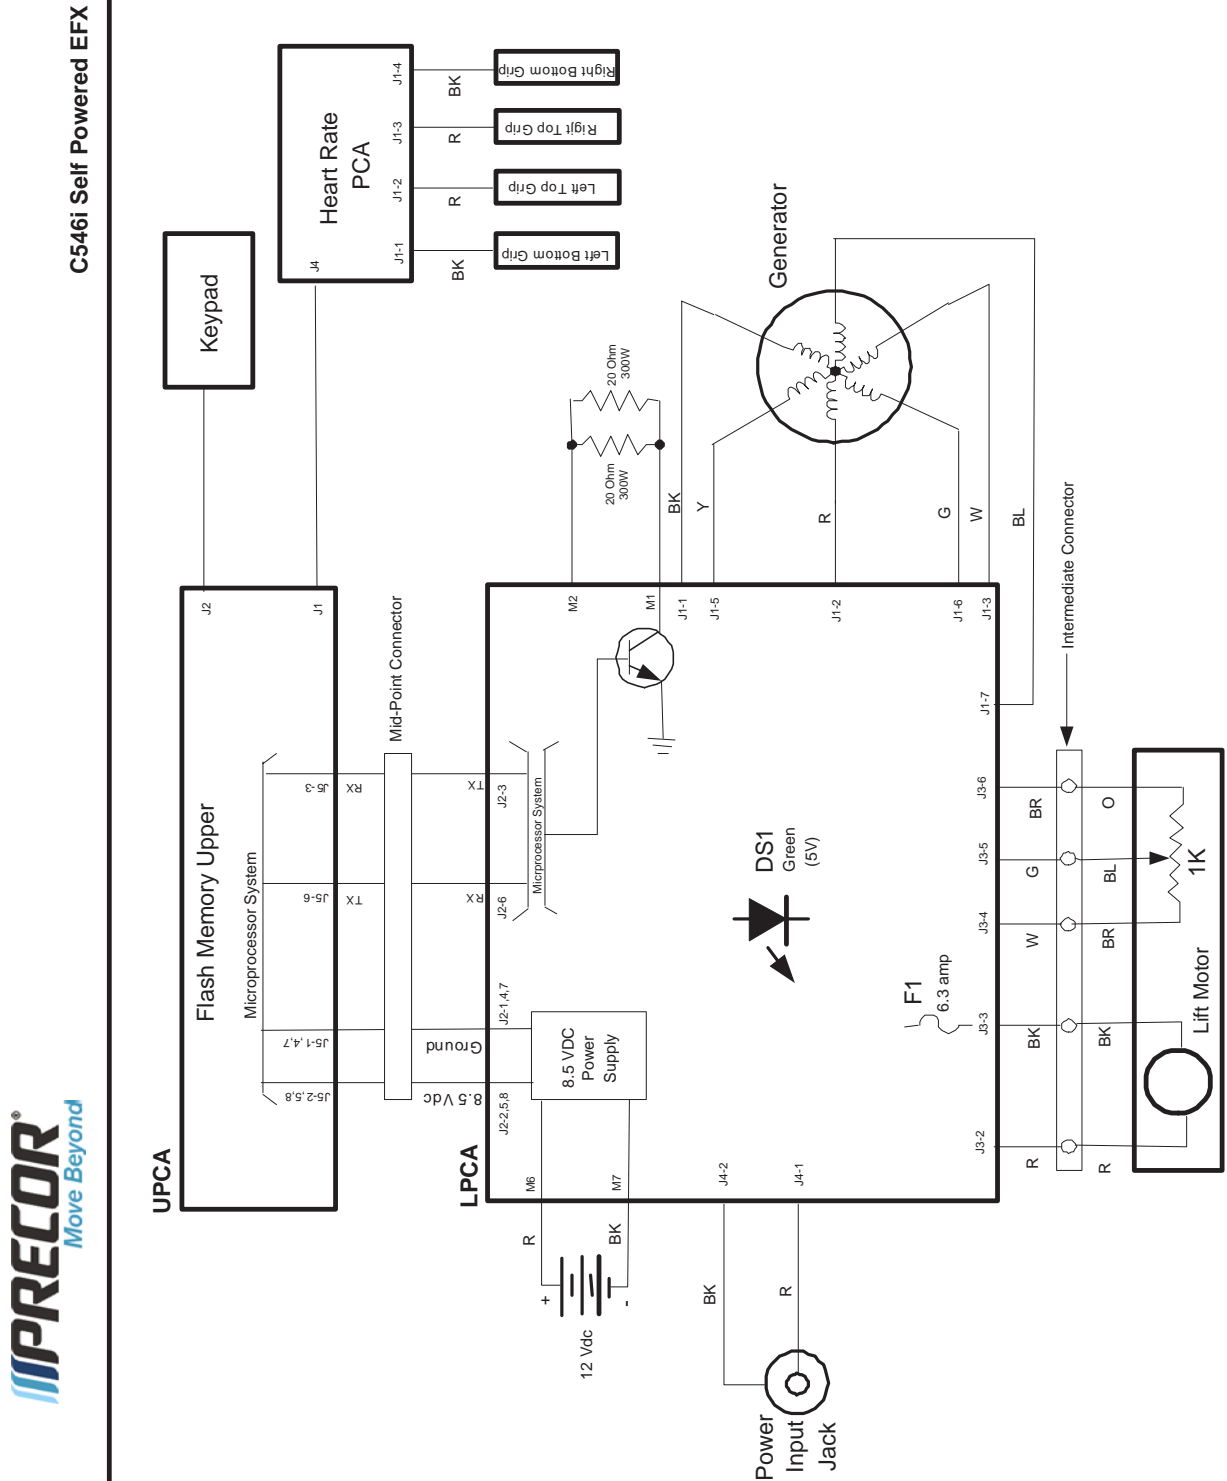 PRECOR®
Move Beyond
C546i Self Powered EFX
UPCA
Flash Memory Upper
Microprocessor System
J2
J1
J5-2,5,8
J5-1,4,7
J5-6
J5-3
TX
RX
Keypad
Heart Rate
PCA
J4
J1-1
J1-2
J1-3
J1-4
BK
R
R
BK
Left Bottom Grip
Left Top Grip
Rigjt Top Grip
Right Bottom Grip
Mid-Point Connector
8.5 Vdc
Ground
RX
TX
LPCA
J2-2,5,8
J2-1,4,7
J2-6
J2-3
Micrprocessor System
8.5 VDC
Power
Supply
M6
M7
R
BK
+
-
12 Vdc
M2
M1
20 Ohm
300W
20 Ohm
300W
J1-1
J1-5
J1-2
J1-6
J1-3
J1-7
BK
Y
R
G
W
BL
Generator
DS1
Green
(5V)
F1
6.3 amp
J4-2
J4-1
BK
R
Power
Input
Jack
J3-2
J3-3
J3-4
J3-5
J3-6
R
BK
W
G
BR
Intermediate Connector
R
BK
BR
BL
O
1K
Lift Motor